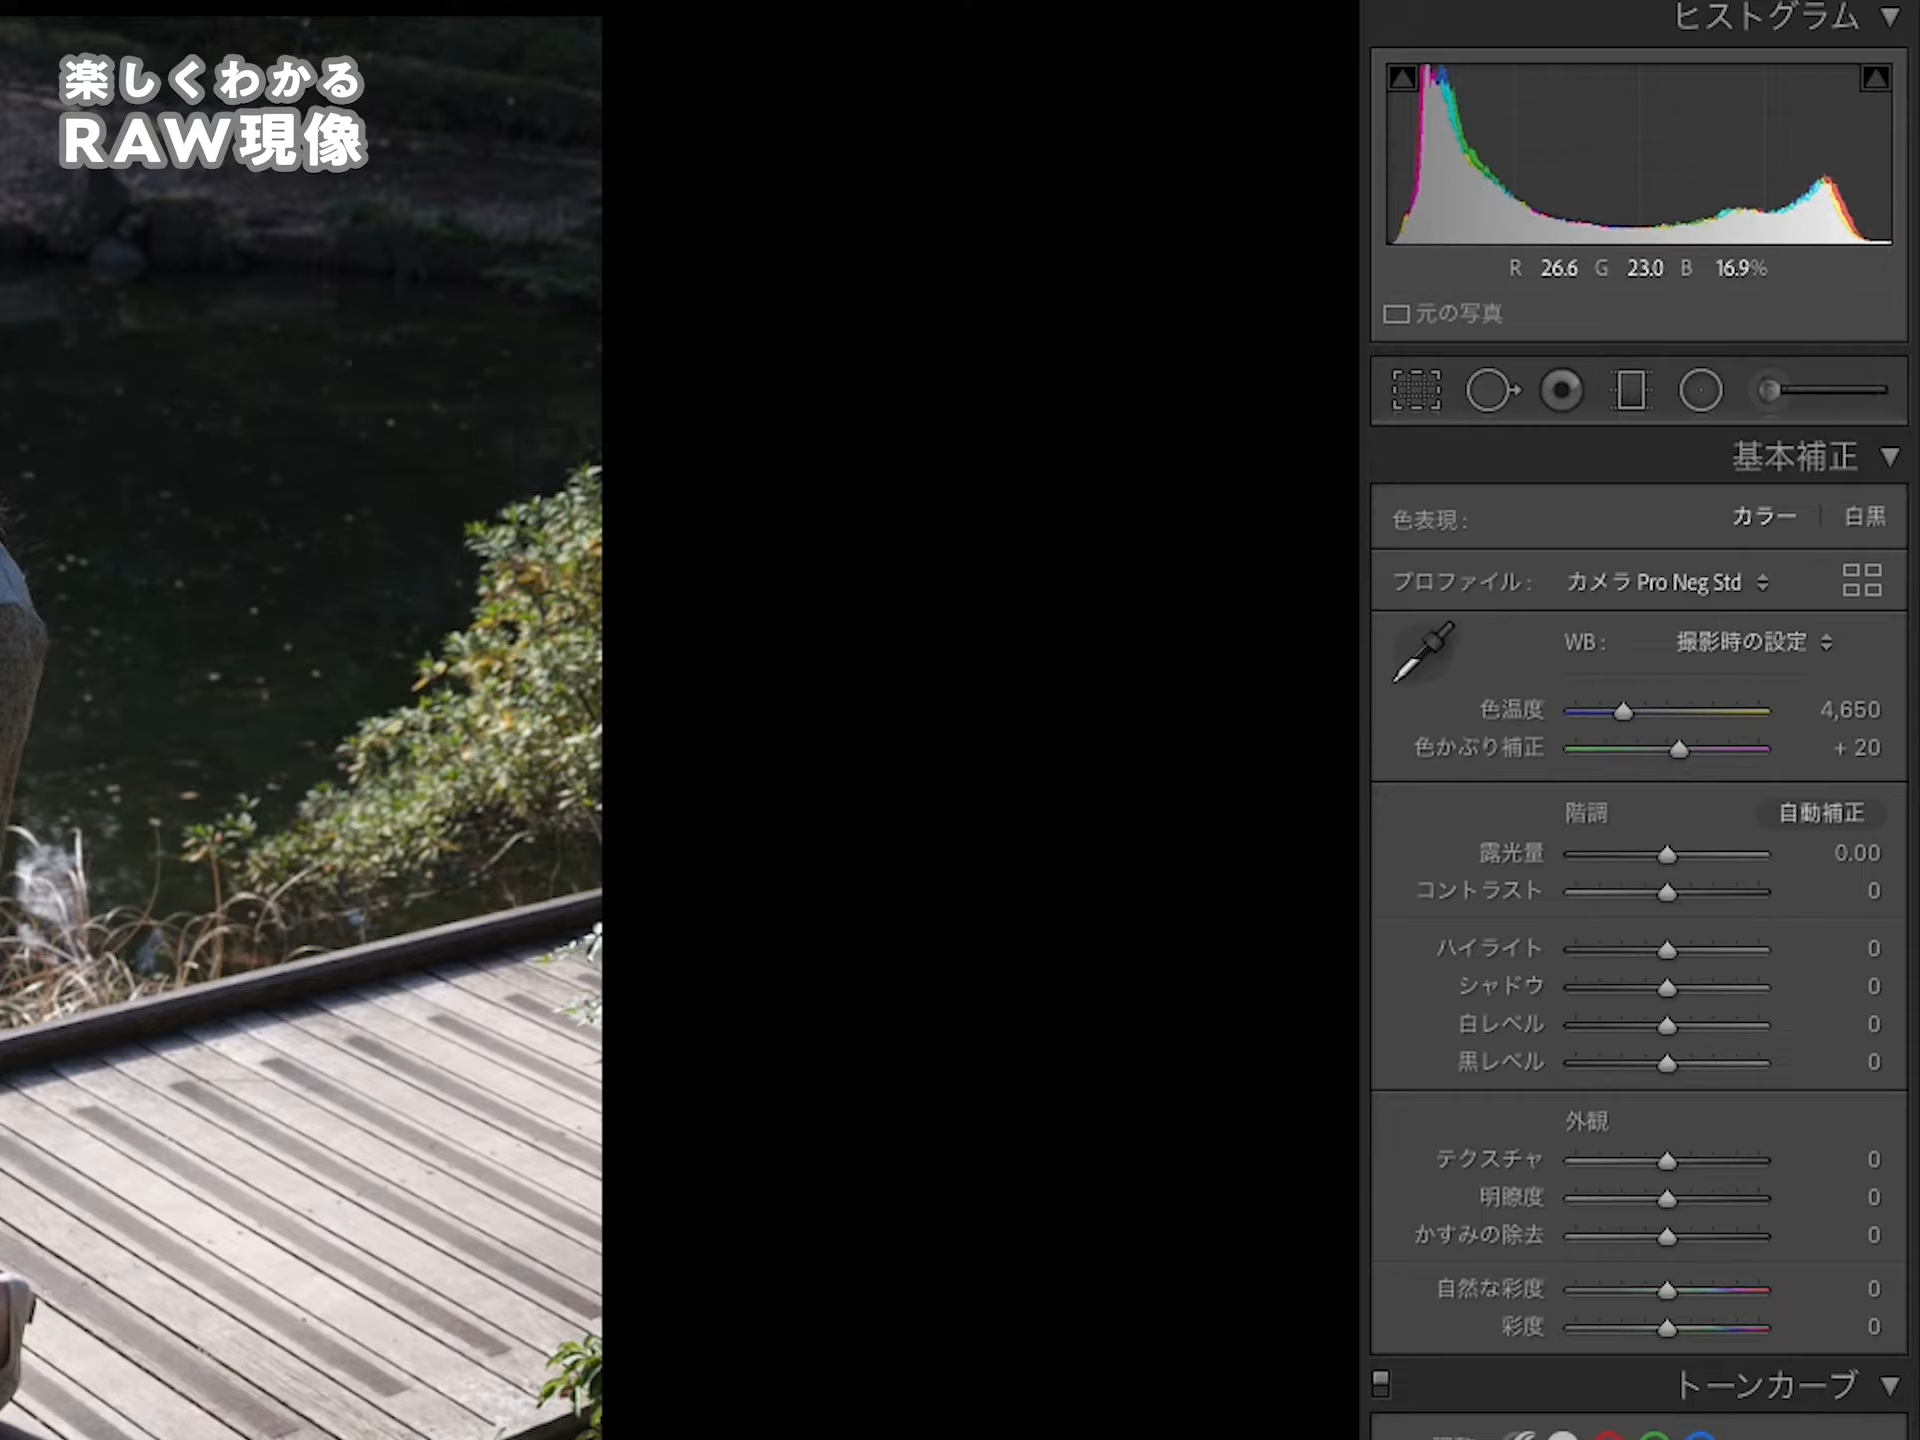 楽しくわかる
RAW現像
ヒストグラム
R 26.6 G 23.0 B 16.9%
元の写真
基本補正
色表現: カラー 白黒
プロファイル: カメラ Pro Neg Std
WB: 撮影時の設定
色温度 4,650
色かぶり補正 + 20
階調 自動補正
露光量 0.00
コントラスト 0
ハイライト 0
シャドウ 0
白レベル 0
黒レベル 0
外観
テクスチャ 0
明瞭度 0
かすみの除去 0
自然な彩度 0
彩度 0
トーンカーブ